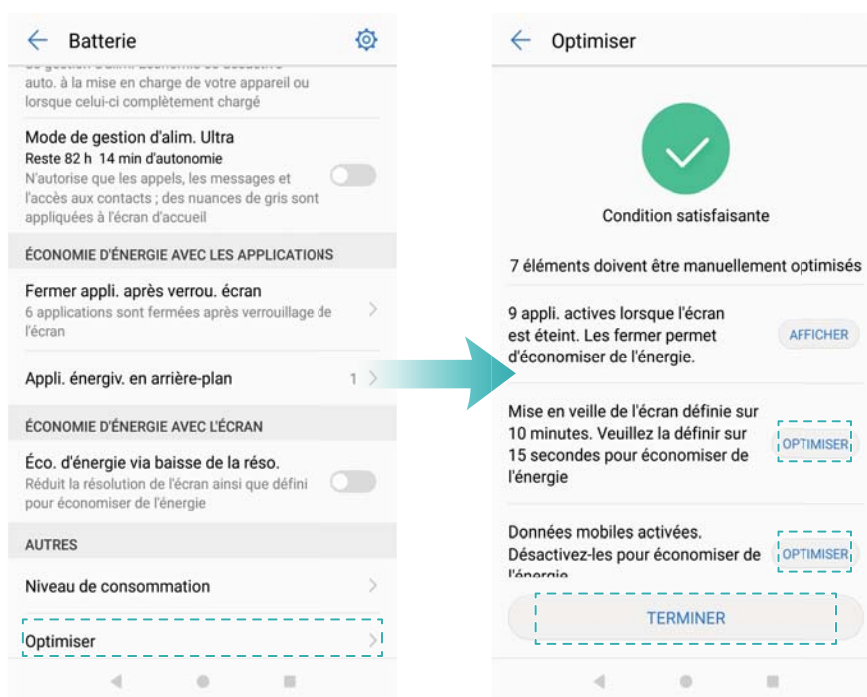 Batterie
auto. à la mise en charge de votre appareil ou
lorsque celui-ci complètement chargé
Mode de gestion d'alim. Ultra
Reste 82 h 14 min d'autonomie
N'autorise que les appels, les messages et
l'accès aux contacts ; des nuances de gris sont
appliquées à l'écran d'accueil
ÉCONOMIE D'ÉNERGIE AVEC LES APPLICATIONS
Fermer appli. après verrou. écran
6 applications sont fermées après verrouillage de
l'écran
Appli. énergiv. en arrière-plan 1
ÉCONOMIE D'ÉNERGIE AVEC L'ÉCRAN
Éco. d'énergie via baisse de la réso.
Réduit la résolution de l'écran ainsi que défini
pour économiser de l'énergie
AUTRES
Niveau de consommation
Optimiser
Optimiser
Condition satisfaisante
7 éléments doivent être manuellement optimisés
9 appli. actives lorsque l'écran
est éteint. Les fermer permet
d'économiser de l'énergie.
AFFICHER
Mise en veille de l'écran définie sur
10 minutes. Veuillez la définir sur
15 secondes pour économiser de
l'énergie
OPTIMISER
Données mobiles activées.
Désactivez-les pour économiser de
l'énergie
OPTIMISER
TERMINER